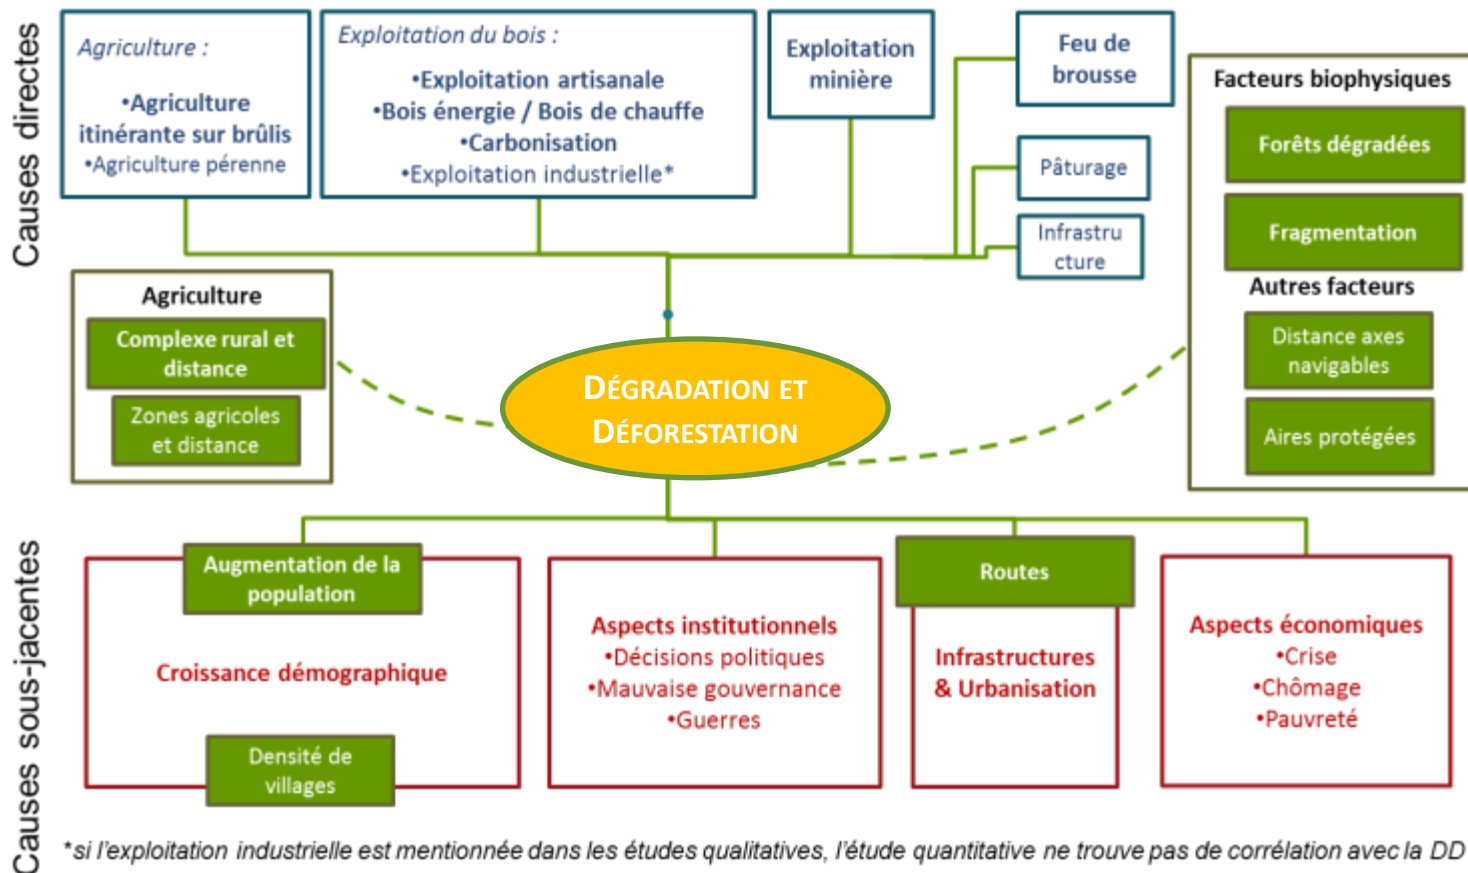 Causes directes
Agriculture :
•Agriculture
itinérante sur brûlis
•Agriculture pérenne
Exploitation du bois :
•Exploitation artisanale
•Bois énergie / Bois de chauffe
•Carbonisation
•Exploitation industrielle*
Exploitation
minière
Feu de
brousse
Pâturage
Infrastru
cture
Facteurs biophysiques
Forêts dégradées
Fragmentation
Autres facteurs
Distance axes
navigables
Aires protégées
Agriculture
Complexe rural et
distance
Zones agricoles
et distance
DÉGRADATION ET
DÉFORESTATION
Causes sous-jacentes
Augmentation de la
population
Croissance démographique
Densité de
villages
Aspects institutionnels
•Décisions politiques
•Mauvaise gouvernance
•Guerres
Routes
Infrastructures
& Urbanisation
Aspects économiques
•Crise
•Chômage
•Pauvreté
*si l'exploitation industrielle est mentionnée dans les études qualitatives, l'étude quantitative ne trouve pas de corrélation avec la DD